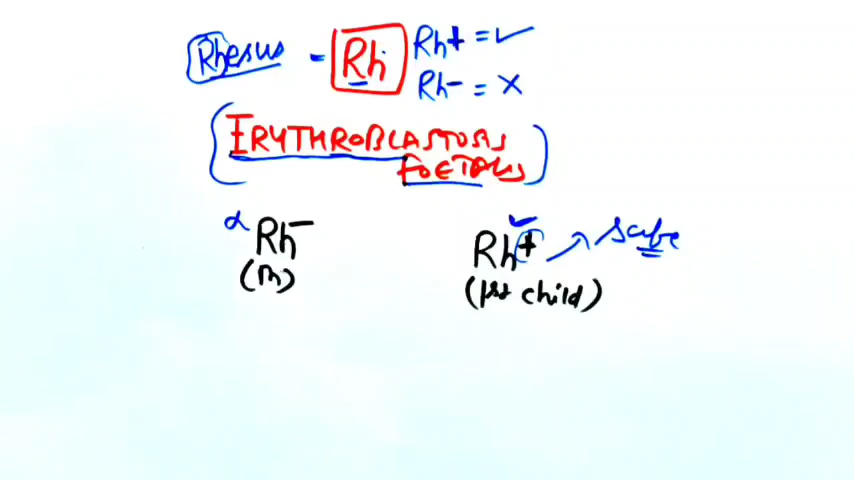 Rhesus - Rh Rh+ = ✓
Rh- = ×
(ERYTHROBLASTOSIS
FOETALIS)
Rh- Rh+ → safe
(m) (1st child)